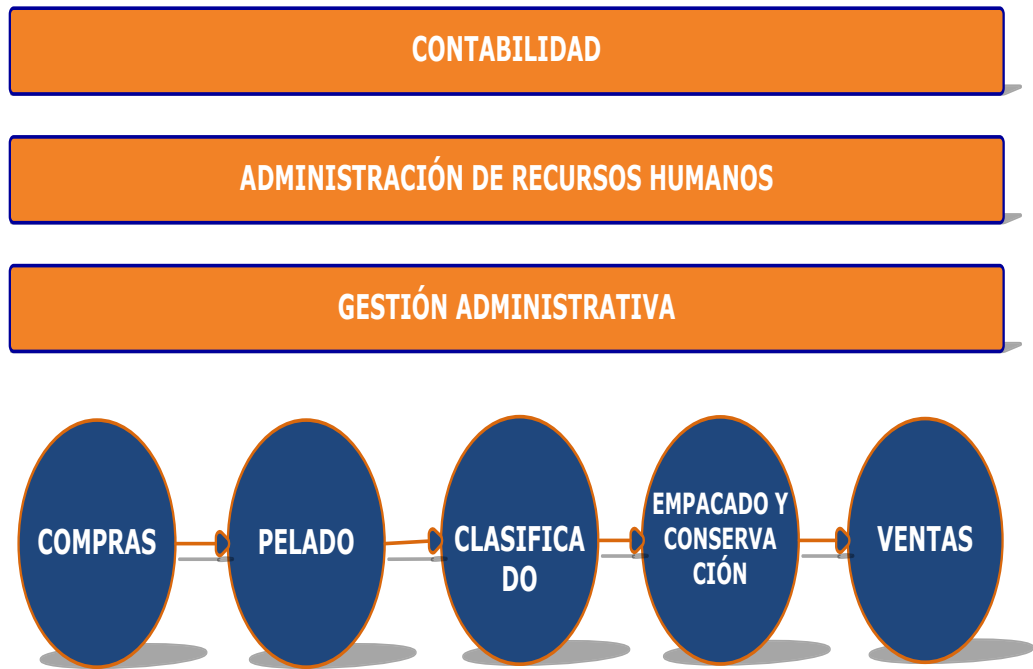 CONTABILIDAD
ADMINISTRACIÓN DE RECURSOS HUMANOS
GESTIÓN ADMINISTRATIVA
COMPRAS
PELADO
CLASIFICA
DO
EMPACADO Y
CONSERVA
CIÓN
VENTAS